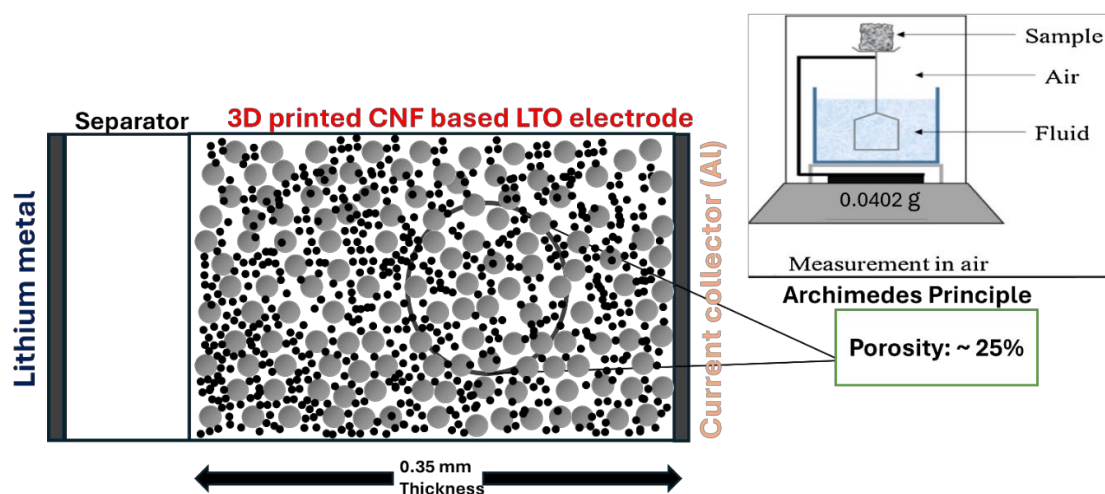 Sample
Air
Fluid
0.0402 g
Measurement in air
Archimedes Principle
Porosity: ~ 25%
Separator
3D printed CNF based LTO electrode
Lithium metal
Current collector (Al)
0.35 mm
Thickness